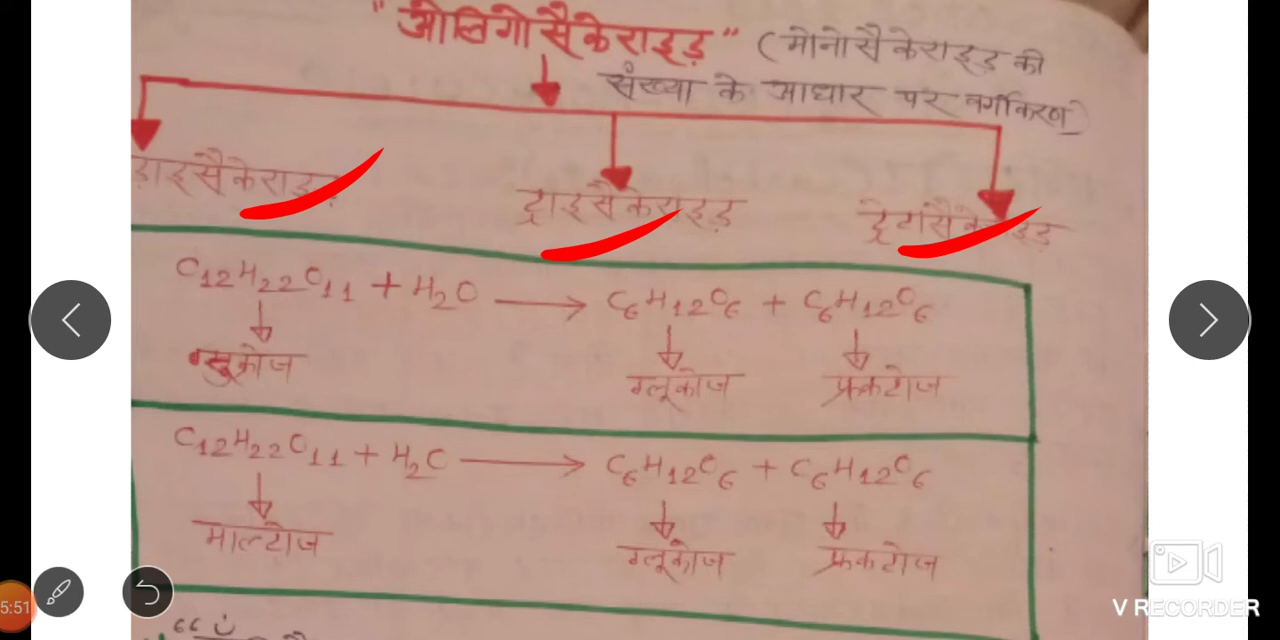 "ओलिगोसैकेराइड" (मोनोसैकेराइड की
संख्या के आधार पर वर्गीकरण)
डाइसैकेराइड ट्राइसैकेराइड ट्रेटासैकेराइड
C₁₂H₂₂O₁₁ + H₂O → C₆H₁₂O₆ + C₆H₁₂O₆
सुक्रोज ग्लूकोज फ्रक्टोज
C₁₂H₂₂O₁₁ + H₂O → C₆H₁₂O₆ + C₆H₁₂O₆
माल्टोज ग्लूकोज फ्रक्टोज
5:51
V RECORDER